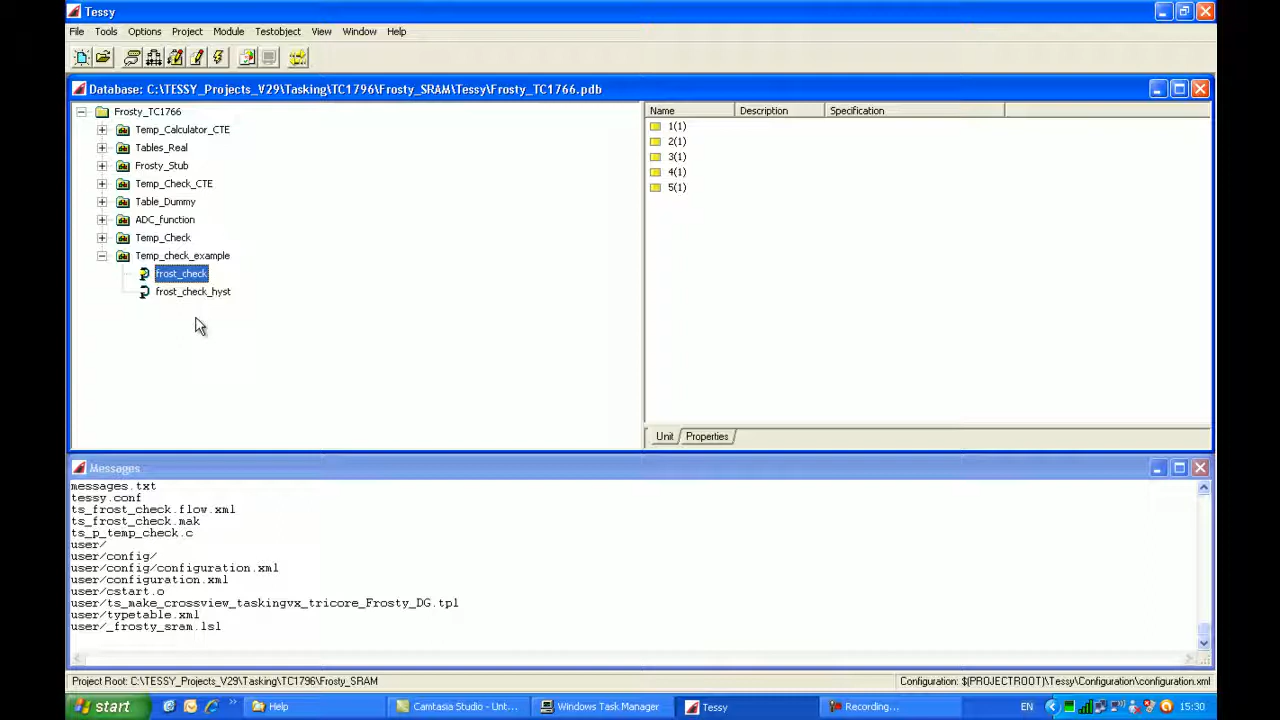 Tessy
File Tools Options Project Module Testobject View Window Help
Database: C:\TESSY_Projects_V29\Tasking\TC1796\Frosty_SRAM\Tessy\Frosty_TC1766.pdb
Frosty_TC1766
Temp_Calculator_CTE
Tables_Real
Frosty_Stub
Temp_Check_CTE
Table_Dummy
ADC_function
Temp_Check
Temp_check_example
frost_check
frost_check_hyst
Name Description Specification
1(1)
2(1)
3(1)
4(1)
5(1)
Unit Properties
Messages
messages.txt
tessy.conf
ts_frost_check.flow.xml
ts_frost_check.mak
ts_p_temp_check.c
user/
user/config/
user/config/configuration.xml
user/configuration.xml
user/cstart.o
user/ts_make_crossview_taskingvx_tricore_Frosty_DG.tpl
user/typetable.xml
user/_frosty_sram.lsl
Project Root: C:\TESSY_Projects_V29\Tasking\TC1796\Frosty_SRAM Configuration: $(PROJECTROOT)\Tessy\Configuration\configuration.xml
start Help Camtasia Studio - Unt... Windows Task Manager Tessy Recording... EN 15:30